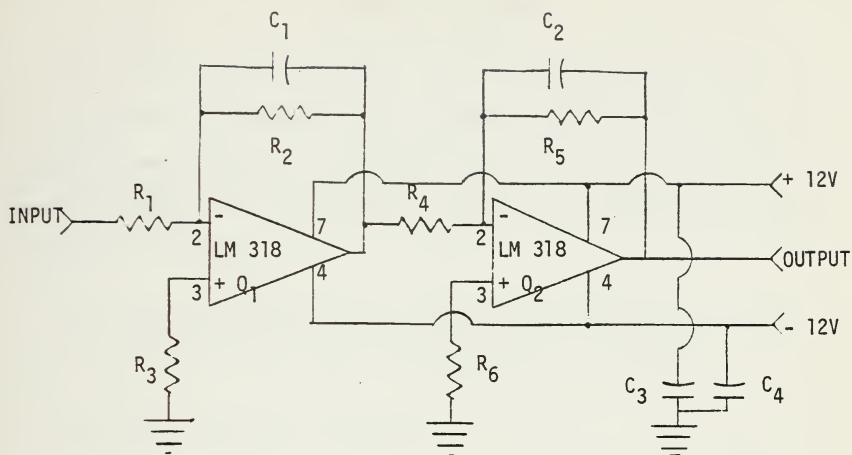 C1
C2
R2
R5
R1
R4
+ 12V
INPUT
-
7
-
7
2
LM 318
2
LM 318
OUTPUT
4
4
+ Q1
+ Q2
3
3
- 12V
R3
R6
C3
C4